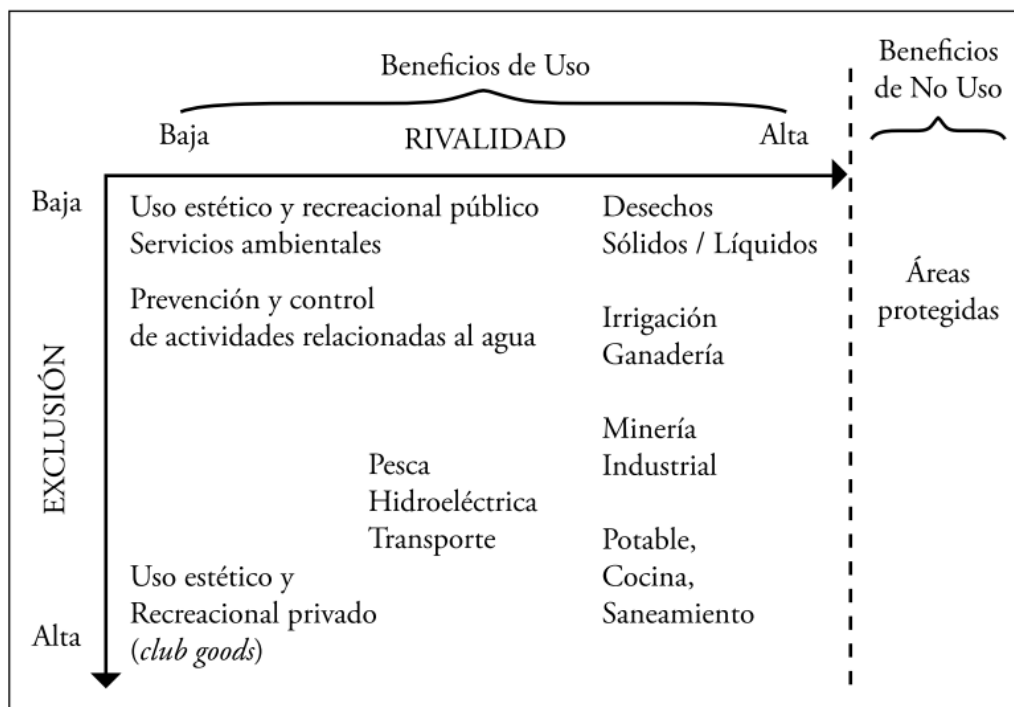 Beneficios de Uso
Beneficios
de No Uso
Baja
RIVALIDAD
Alta
Baja
EXCLUSIÓN
Alta
Uso estético y recreacional público
Servicios ambientales
Prevención y control
de actividades relacionadas al agua
Pesca
Hidroeléctrica
Transporte
Uso estético y
Recreacional privado
(club goods)
Desechos
Sólidos / Líquidos
Irrigación
Ganadería
Minería
Industrial
Potable,
Cocina,
Saneamiento
Áreas
protegidas